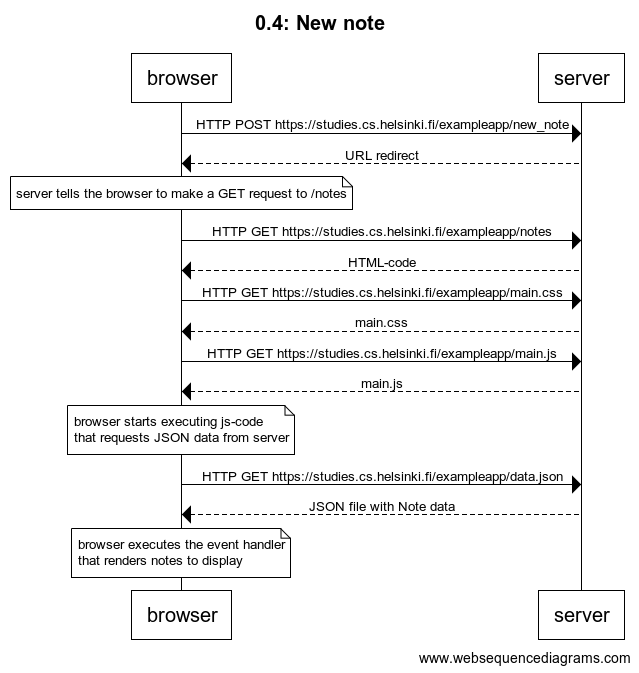 0.4: New note
browser
server
HTTP POST https://studies.cs.helsinki.fi/exampleapp/new_note
URL redirect
server tells the browser to make a GET request to /notes
HTTP GET https://studies.cs.helsinki.fi/exampleapp/notes
HTML-code
HTTP GET https://studies.cs.helsinki.fi/exampleapp/main.css
main.css
HTTP GET https://studies.cs.helsinki.fi/exampleapp/main.js
main.js
browser starts executing js-code
that requests JSON data from server
HTTP GET https://studies.cs.helsinki.fi/exampleapp/data.json
JSON file with Note data
browser executes the event handler
that renders notes to display
browser
server
www.websequencediagrams.com